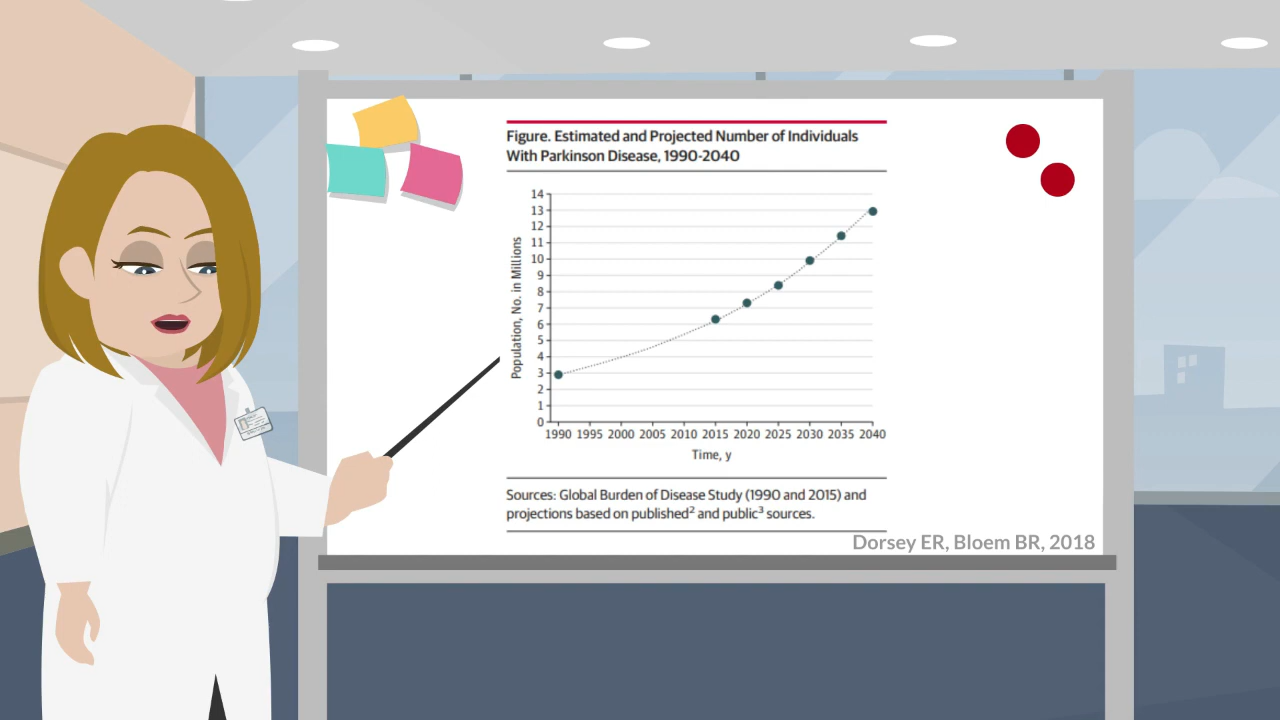 Figure. Estimated and Projected Number of Individuals
With Parkinson Disease, 1990-2040
14
13
12
11
10
9
8
7
6
5
4
3
2
1
0
Population, No. in Millions
1990 1995 2000 2005 2010 2015 2020 2025 2030 2035 2040
Time, y
Sources: Global Burden of Disease Study (1990 and 2015) and
projections based on published² and public³ sources.
Dorsey ER, Bloem BR, 2018